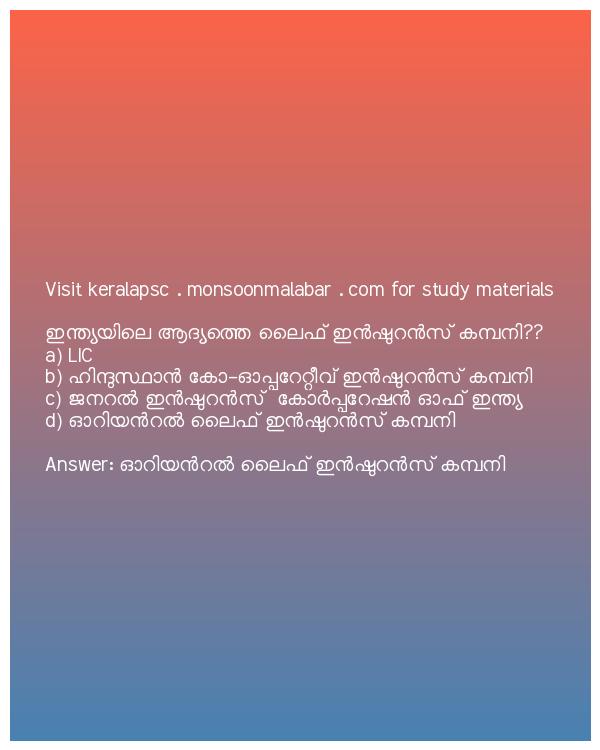 Visit keralapsc . monsoonmalabar . com for study materials
ഇന്ത്യയിലെ ആദ്യത്തെ ലൈഫ് ഇൻഷുറൻസ് കമ്പനി??
a) LIC
b) ഹിന്ദുസ്ഥാൻ കോ-ഓപ്പറേറ്റീവ് ഇൻഷുറൻസ് കമ്പനി
c) ജനറൽ ഇൻഷുറൻസ് കോർപ്പറേഷൻ ഓഫ് ഇന്ത്യ
d) ഓറിയൻറൽ ലൈഫ് ഇൻഷുറൻസ് കമ്പനി
Answer: ഓറിയൻറൽ ലൈഫ് ഇൻഷുറൻസ് കമ്പനി